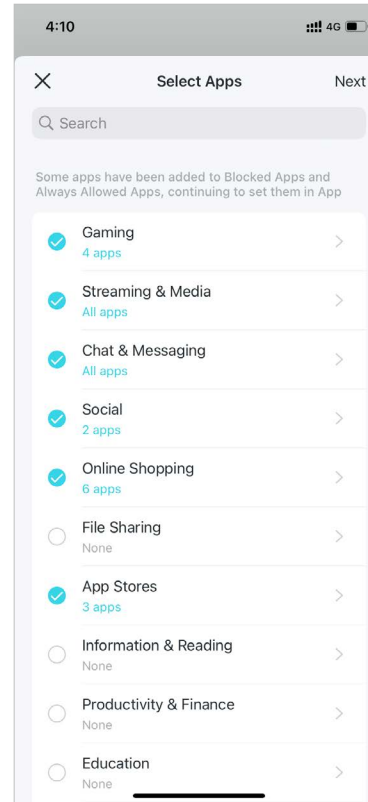 4:10
4G
Select Apps
Next
Search
Some apps have been added to Blocked Apps and
Always Allowed Apps, continuing to set them in App
Gaming
4 apps
Streaming & Media
All apps
Chat & Messaging
All apps
Social
2 apps
Online Shopping
6 apps
File Sharing
None
App Stores
3 apps
Information & Reading
None
Productivity & Finance
None
Education
None